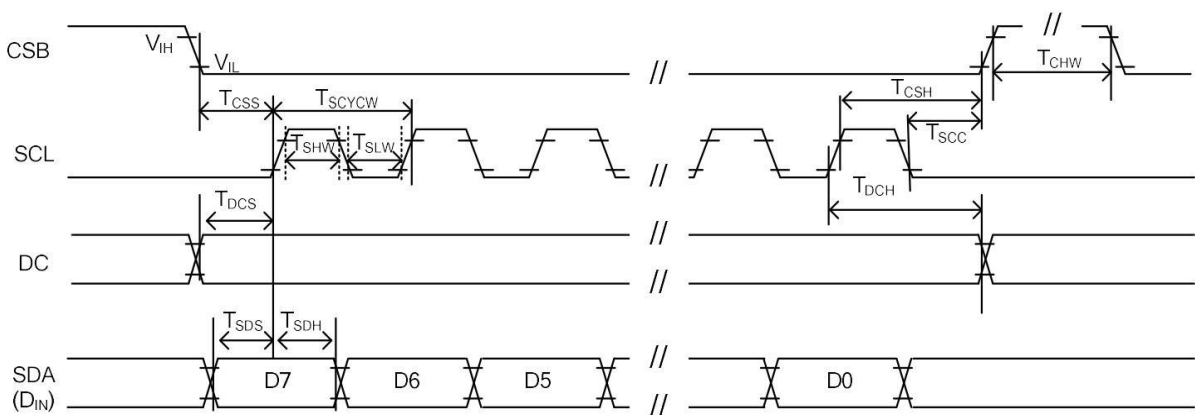 CSB
V_IH
V_IL
//
//
T_CHW
T_CSS
T_SCYCW
T_CSH
SCL
T_SHW
T_SLW
T_SCC
//
//
T_DCS
T_DCH
DC
//
//
T_SDS
T_SDH
SDA
(D_IN)
D7
D6
D5
//
D0
//